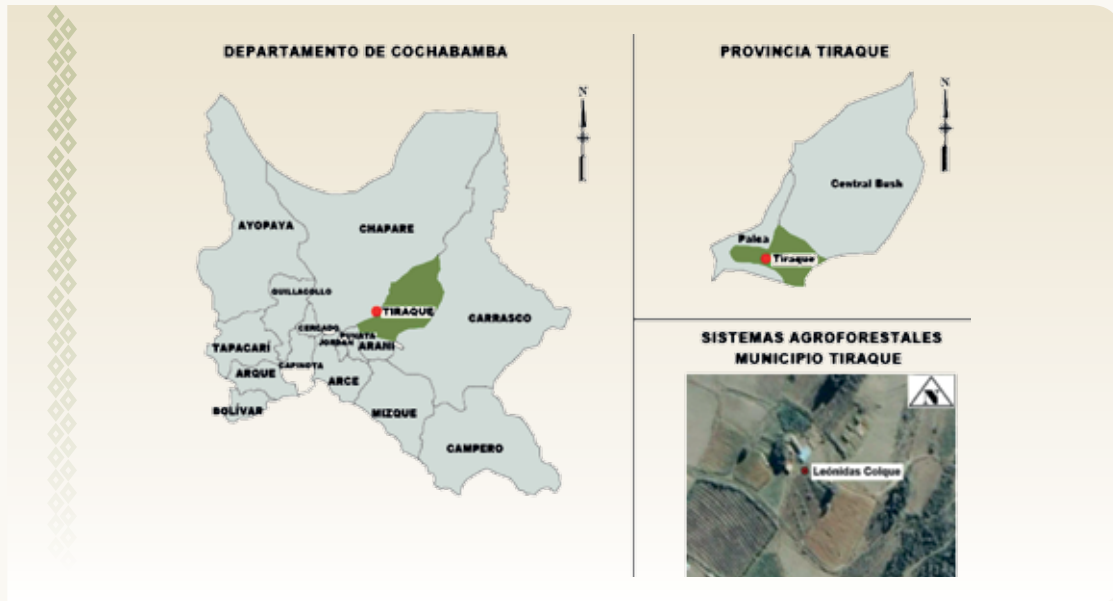 DEPARTAMENTO DE COCHABAMBA
N
AYOPAYA
CHAPARE
QUILLACOLLO
TIRAQUE
CERCADO
PUNATA
JORDAN
ARANI
CARRASCO
TAPACARÍ
CAPINOTA
ARQUE
ARCE
BOLÍVAR
MIZQUE
CAMPERO
PROVINCIA TIRAQUE
N
Central Bush
Palca
Tiraque
SISTEMAS AGROFORESTALES
MUNICIPIO TIRAQUE
N
Leónidas Colque